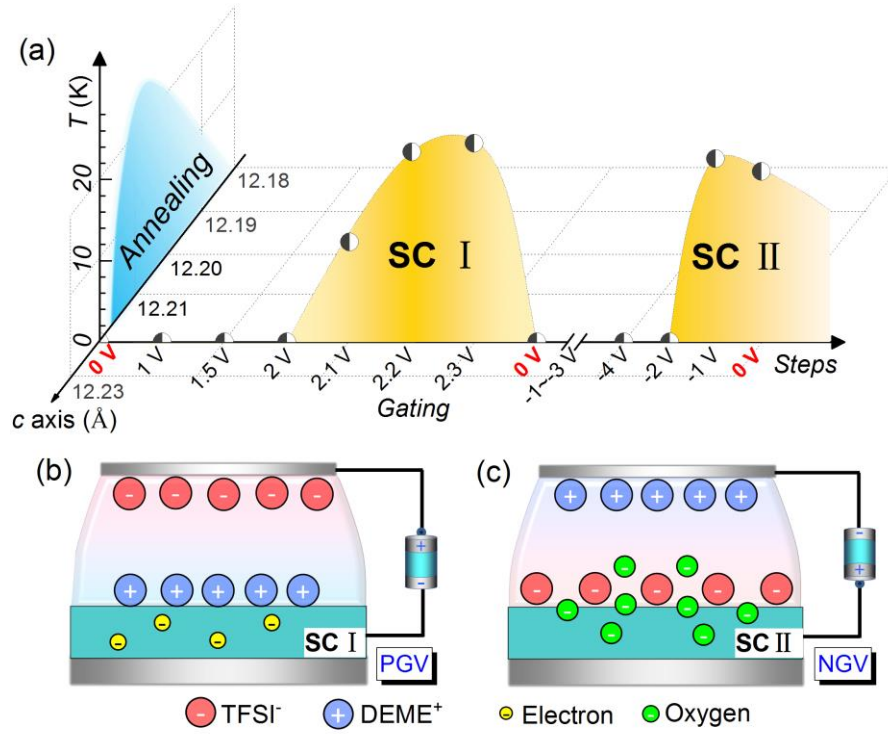 (a)
T (K)
20
10
0
Annealing
12.18
12.19
12.20
12.21
12.23
c axis (Å)
SC I
SC II
0 V
1 V
1.5 V
2 V
2.1 V
2.2 V
2.3 V
0 V
-1~-3 V
-4 V
-2 V
-1 V
0 V
Steps
Gating
(b)
- - - - -
+
-
+ + + + +
- - - -
SC I
PGV
(c)
+ + + + +
-
+
- - - - -
- - - - - - - -
SC II
NGV
- TFSI⁻
+ DEME⁺
- Electron
- Oxygen